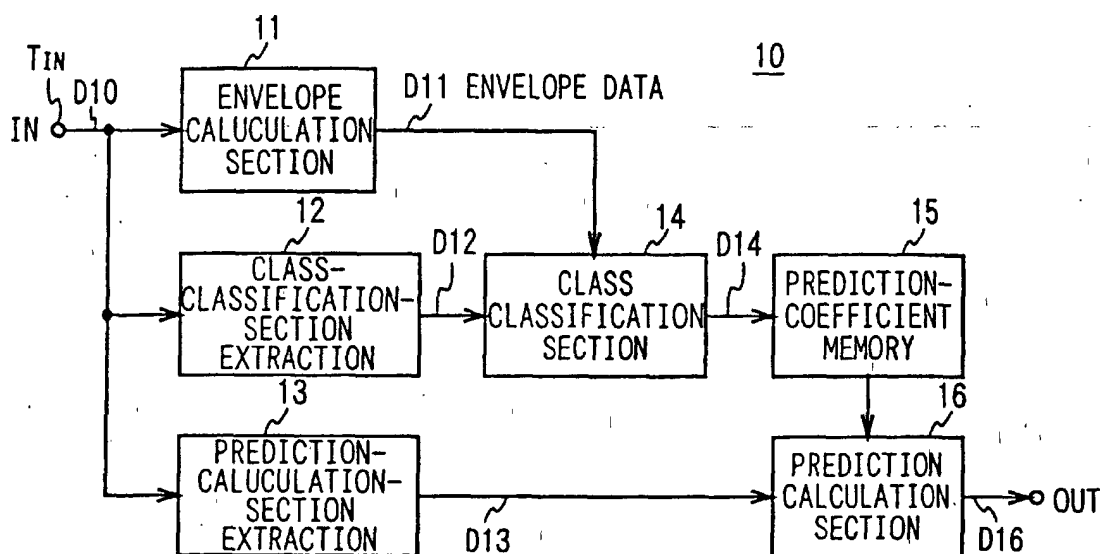 11
10
TIN
D10
IN
ENVELOPE
CALUCULATION
SECTION
D11 ENVELOPE DATA
12
CLASS-
CLASSIFICATION-
SECTION
EXTRACTION
D12
14
CLASS
CLASSIFICATION
SECTION
D14
15
PREDICTION-
COEFFICIENT
MEMORY
13
PREDICTION-
CALUCULATION-
SECTION
EXTRACTION
D13
16
PREDICTION
CALCULATION
SECTION
D16
OUT